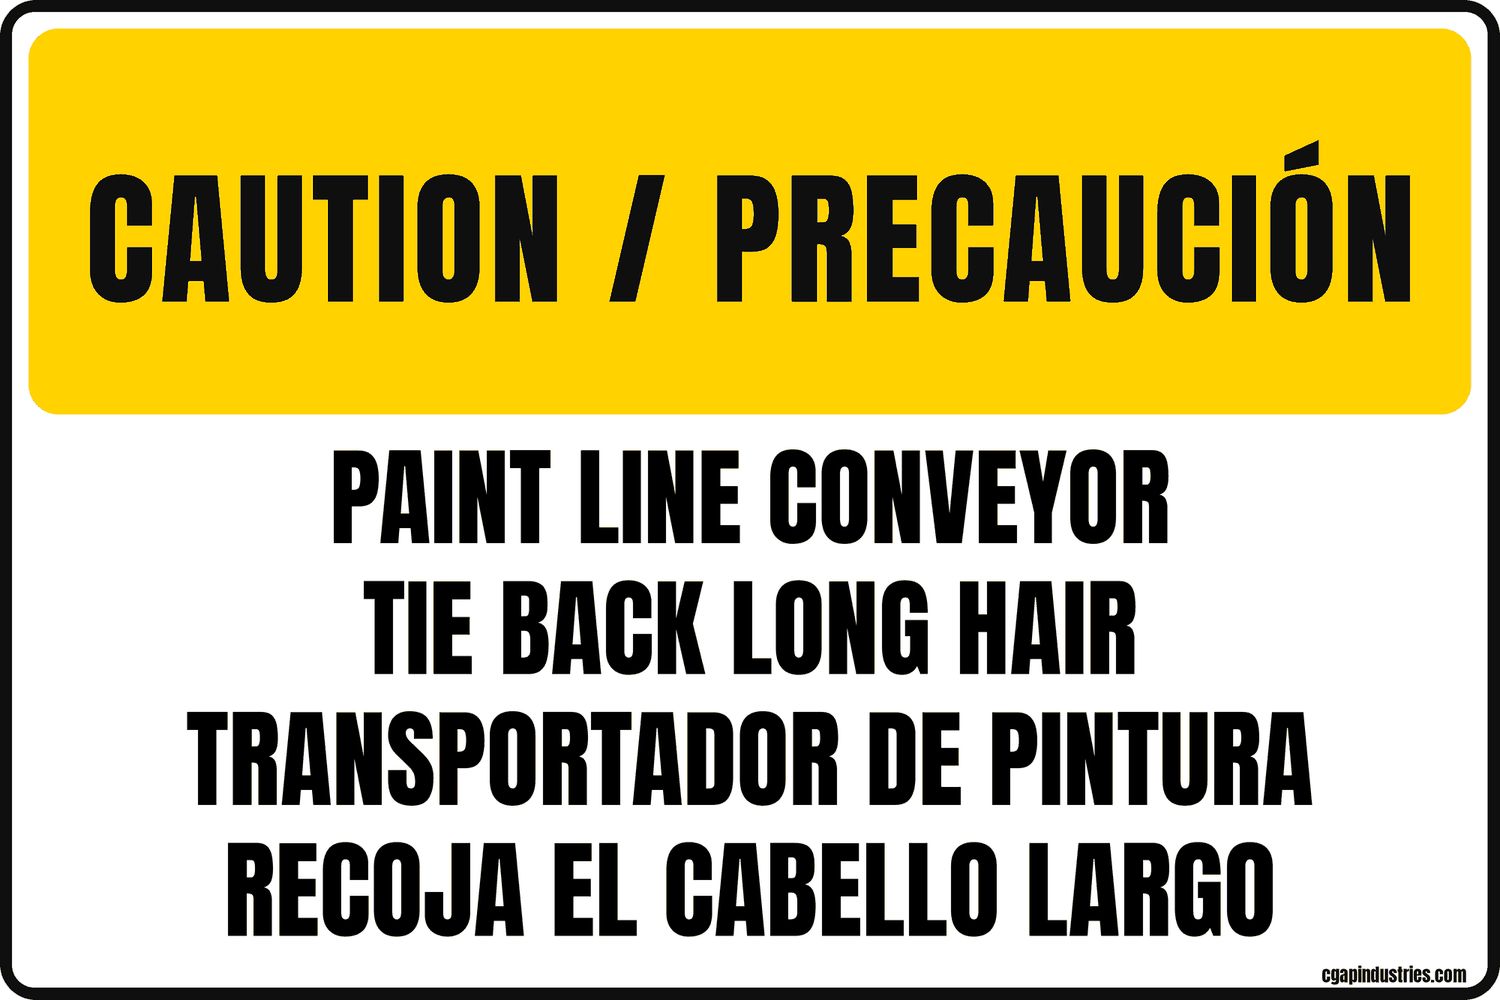 CAUTION / PRECAUCIÓN
PAINT LINE CONVEYOR
TIE BACK LONG HAIR
TRANSPORTADOR DE PINTURA
RECOJA EL CABELLO LARGO
cgapindustries.com